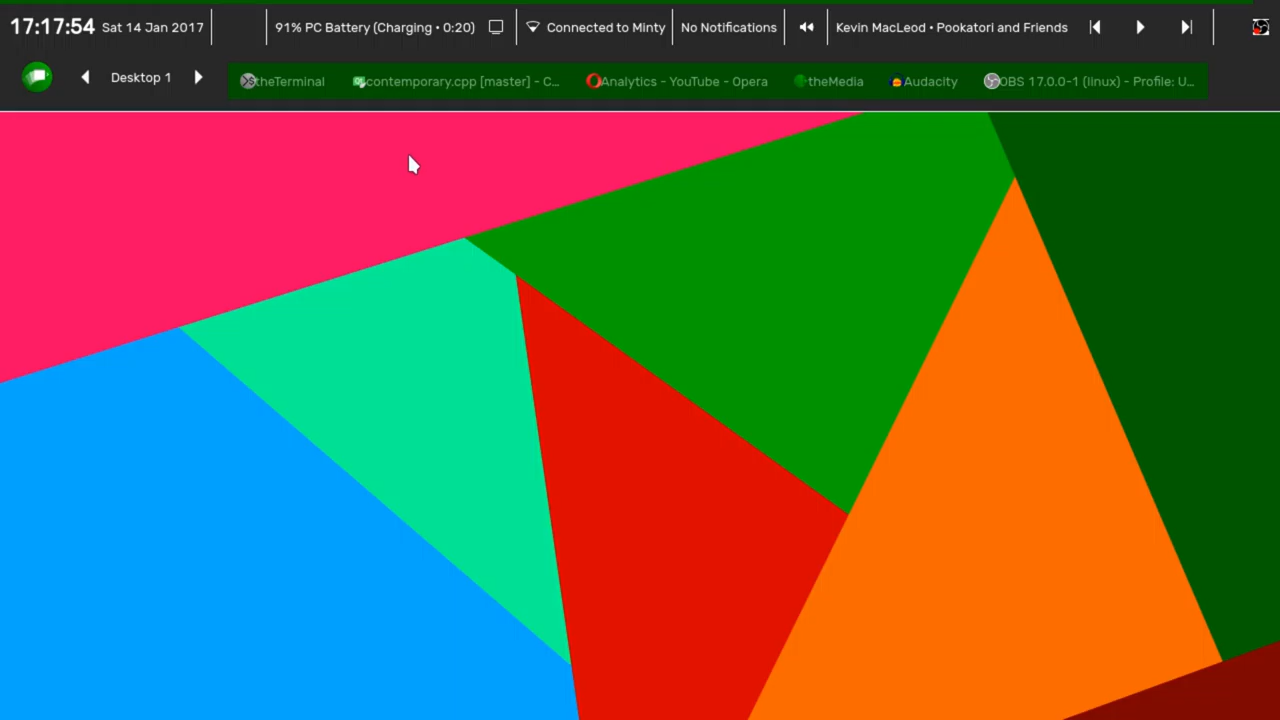 17:17:54 Sat 14 Jan 2017 91% PC Battery (Charging • 0:20) Connected to Minty No Notifications Kevin MacLeod • Pookatori and Friends
Desktop 1 theTerminal contemporary.cpp [master] - C... Analytics - YouTube - Opera theMedia Audacity OBS 17.0.0-1 (linux) - Profile: U...